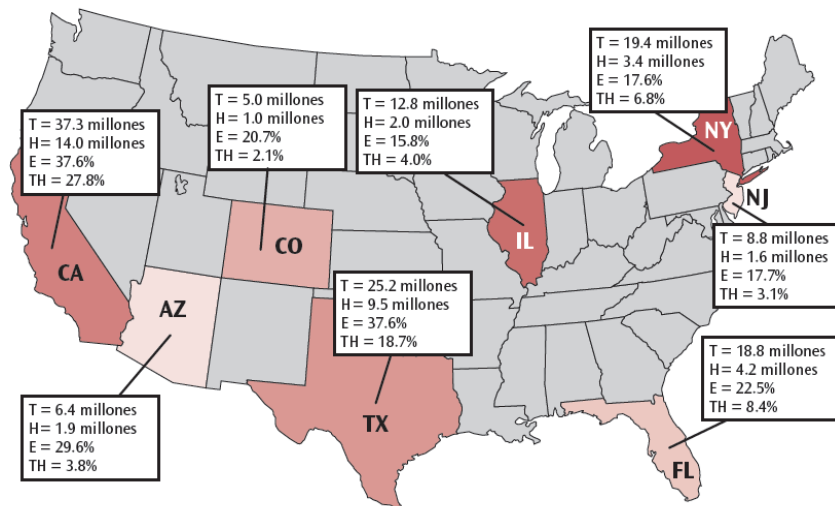 T = 19.4 millones
H = 3.4 millones
E = 17.6%
TH = 6.8%
NY
T = 5.0 millones
H = 1.0 millones
E = 20.7%
TH = 2.1%
CO
T = 12.8 millones
H = 2.0 millones
E = 15.8%
TH = 4.0%
IL
T = 37.3 millones
H = 14.0 millones
E = 37.6%
TH = 27.8%
CA
NJ
T = 8.8 millones
H = 1.6 millones
E = 17.7%
TH = 3.1%
AZ
T = 25.2 millones
H = 9.5 millones
E = 37.6%
TH = 18.7%
TX
T = 18.8 millones
H = 4.2 millones
E = 22.5%
TH = 8.4%
FL
T = 6.4 millones
H = 1.9 millones
E = 29.6%
TH = 3.8%